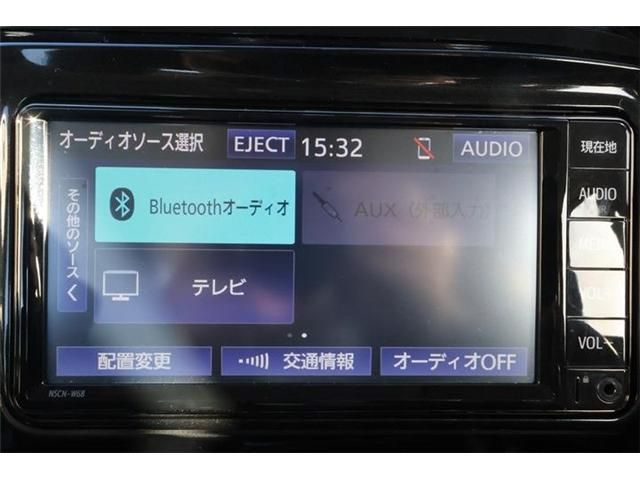 オーディオソース選択 EJECT 15:32 AUDIO
その他のソース
Bluetoothオーディオ
AUX (外部入力)
テレビ
配置変更
交通情報
オーディオOFF
現在地
AUDIO
MENU
VOL+
VOL−
NSCN-W68